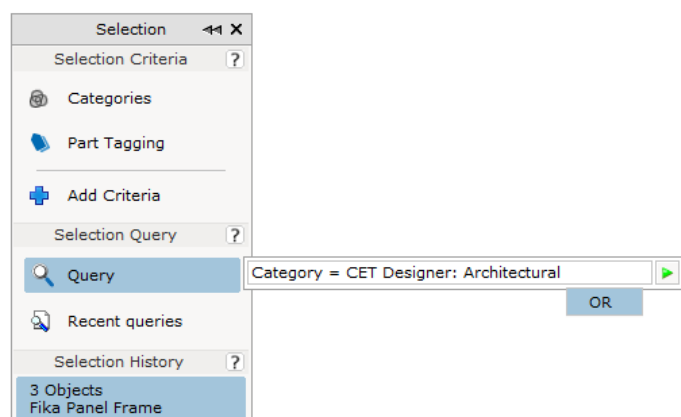 Selection
Selection Criteria ?
Categories
Part Tagging
Add Criteria
Selection Query ?
Query
Category = CET Designer: Architectural
OR
Recent queries
Selection History ?
3 Objects
Fika Panel Frame